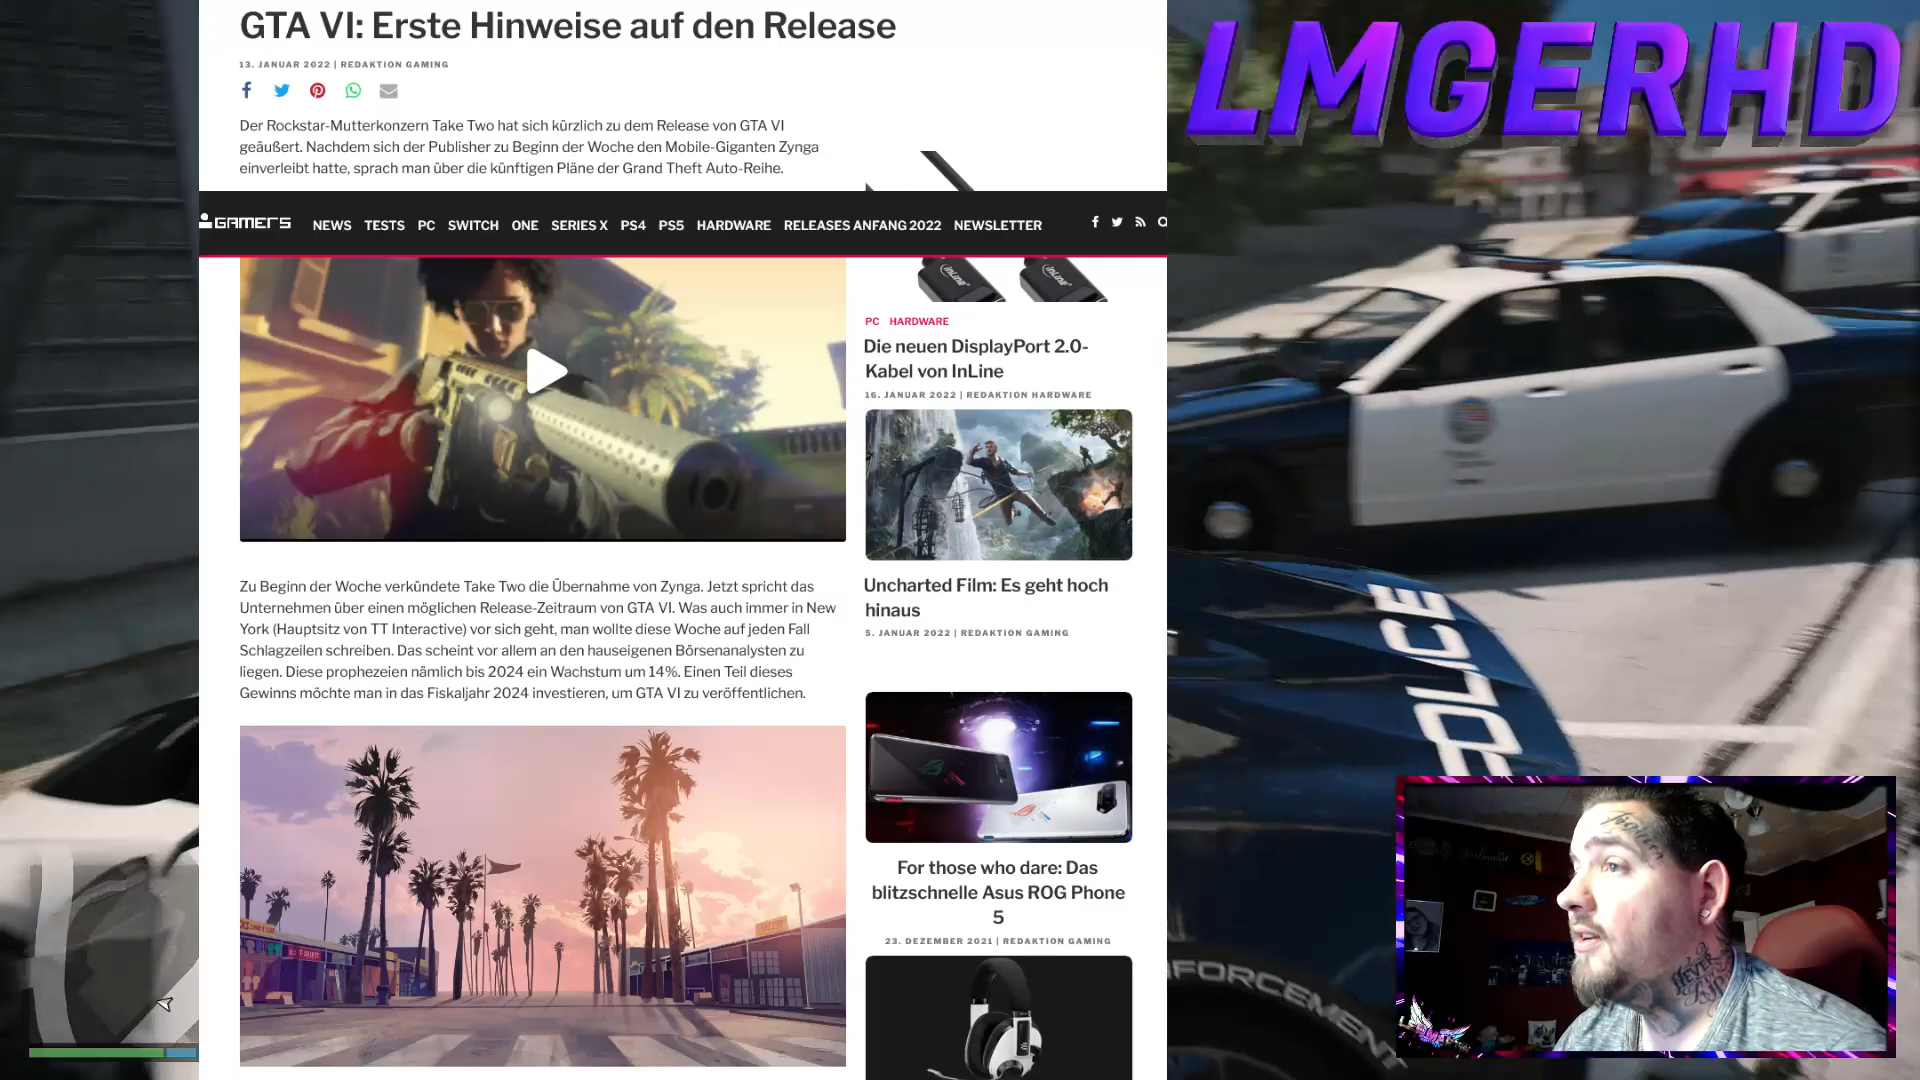 GTA VI: Erste Hinweise auf den Release
13. JANUAR 2022 | REDAKTION GAMING
Der Rockstar-Mutterkonzern Take Two hat sich kürzlich zu dem Release von GTA VI
geäußert. Nachdem sich der Publisher zu Beginn der Woche den Mobile-Giganten Zynga
einverleibt hatte, sprach man über die künftigen Pläne der Grand Theft Auto-Reihe.
GAMERS NEWS TESTS PC SWITCH ONE SERIES X PS4 PS5 HARDWARE RELEASES ANFANG 2022 NEWSLETTER
Zu Beginn der Woche verkündete Take Two die Übernahme von Zynga. Jetzt spricht das
Unternehmen über einen möglichen Release-Zeitraum von GTA VI. Was auch immer in New
York (Hauptsitz von TT Interactive) vor sich geht, man wollte diese Woche auf jeden Fall
Schlagzeilen schreiben. Das scheint vor allem an den hauseigenen Börsenanalysten zu
liegen. Diese prophezeien nämlich bis 2024 ein Wachstum um 14%. Einen Teil dieses
Gewinns möchte man in das Fiskaljahr 2024 investieren, um GTA VI zu veröffentlichen.
InLine InLine
PC HARDWARE
Die neuen DisplayPort 2.0-
Kabel von InLine
16. JANUAR 2022 | REDAKTION HARDWARE
Uncharted Film: Es geht hoch
hinaus
5. JANUAR 2022 | REDAKTION GAMING
For those who dare: Das
blitzschnelle Asus ROG Phone
5
23. DEZEMBER 2021 | REDAKTION GAMING
LMGERHD
POLICE
FORCEMENT